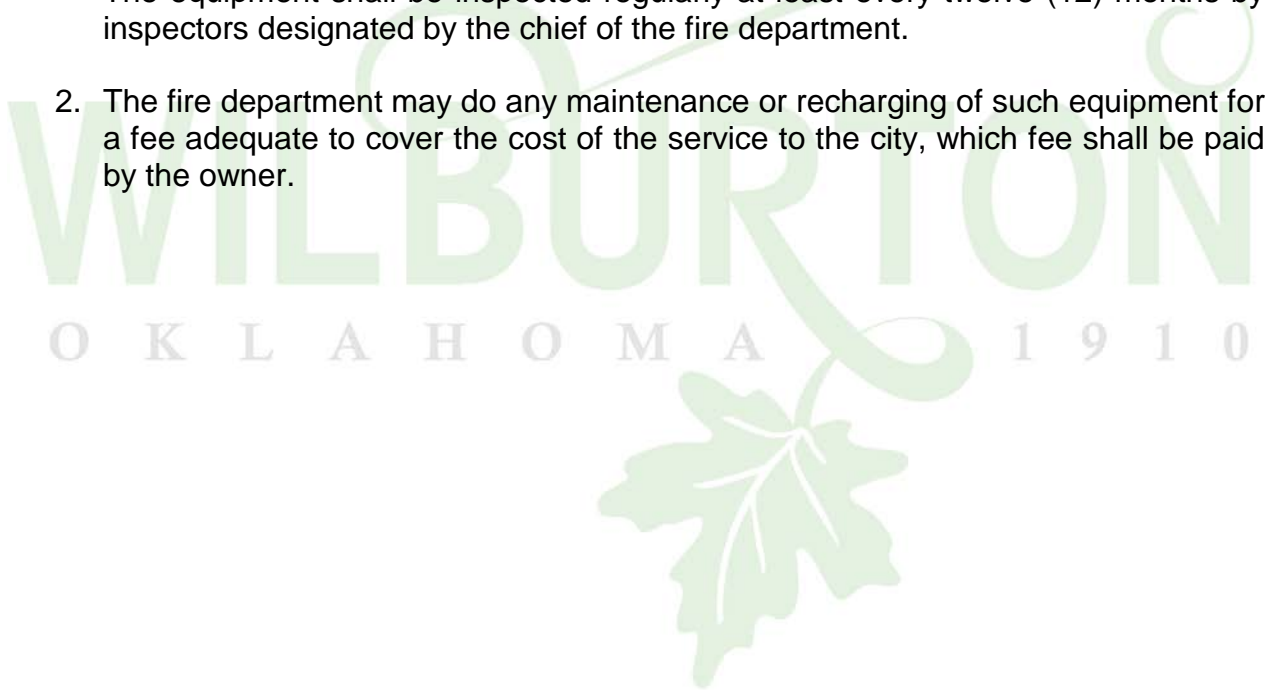 The equipment shall be inspected regularly at least every twelve (12) months by
inspectors designated by the chief of the fire department.
2. The fire department may do any maintenance or recharging of such equipment for
a fee adequate to cover the cost of the service to the city, which fee shall be paid
by the owner.
WILBURTON
OKLAHOMA 1910